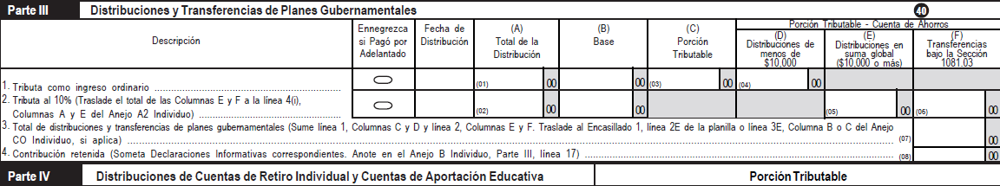 Parte III Distribuciones y Transferencias de Planes Gubernamentales 40
Descripción
Ennegrezca
si Pagó por
Adelantado
Fecha de
Distribución
(A)
Total de la
Distribución
(B)
Base
(C)
Porción
Tributable
Porción Tributable - Cuenta de Ahorros
(D)
Distribuciones de
menos de
$10,000
(E)
Distribuciones en
suma global
($10,000 o más)
(F)
Transferencias
bajo la Sección
1081.03
1. Tributa como ingreso ordinario (01) 00 00 (03) 00 (04) 00
2. Tributa al 10% (Traslade el total de las Columnas E y F a la línea 4(i),
Columnas A y E del Anejo A2 Individuo) (02) 00 00 (05) 00 (06) 00
3. Total de distribuciones y transferencias de planes gubernamentales (Sume línea 1, Columnas C y D y línea 2, Columnas E y F. Traslade al Encasillado 1, línea 2E de la planilla o línea 3E, Columna B o C del Anejo
CO Individuo, si aplica) (07) 00
4. Contribución retenida (Someta Declaraciones Informativas correspondientes. Anote en el Anejo B Individuo, Parte III, línea 17) (08) 00
Parte IV Distribuciones de Cuentas de Retiro Individual y Cuentas de Aportación Educativa Porción Tributable